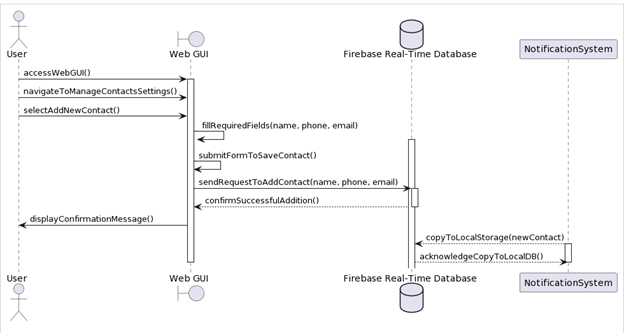 User
Web GUI
Firebase Real-Time Database
NotificationSystem
accessWebGUI()
navigateToManageContactsSettings()
selectAddNewContact()
fillRequiredFields(name, phone, email)
submitFormToSaveContact()
sendRequestToAddContact(name, phone, email)
confirmSuccessfulAddition()
displayConfirmationMessage()
copyToLocalStorage(newContact)
acknowledgeCopyToLocalDB()
User
Web GUI
Firebase Real-Time Database
NotificationSystem